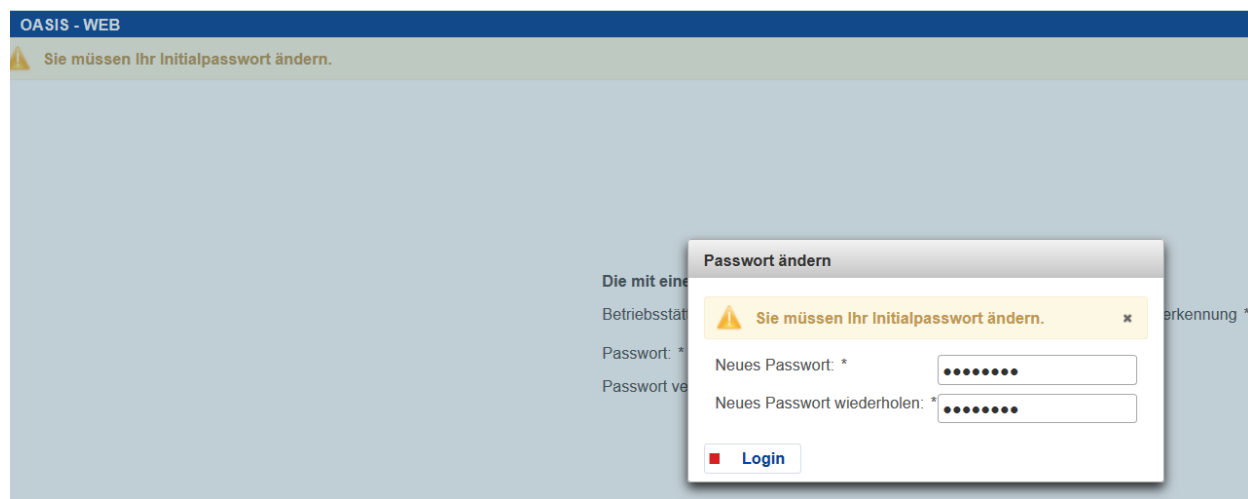 OASIS - WEB
Sie müssen Ihr Initialpasswort ändern.
Passwort ändern
Die mit eine
Sie müssen Ihr Initialpasswort ändern.
Betriebsstät
erkennung *
Passwort: *
Neues Passwort: *
Passwort ve
Neues Passwort wiederholen: *
Login